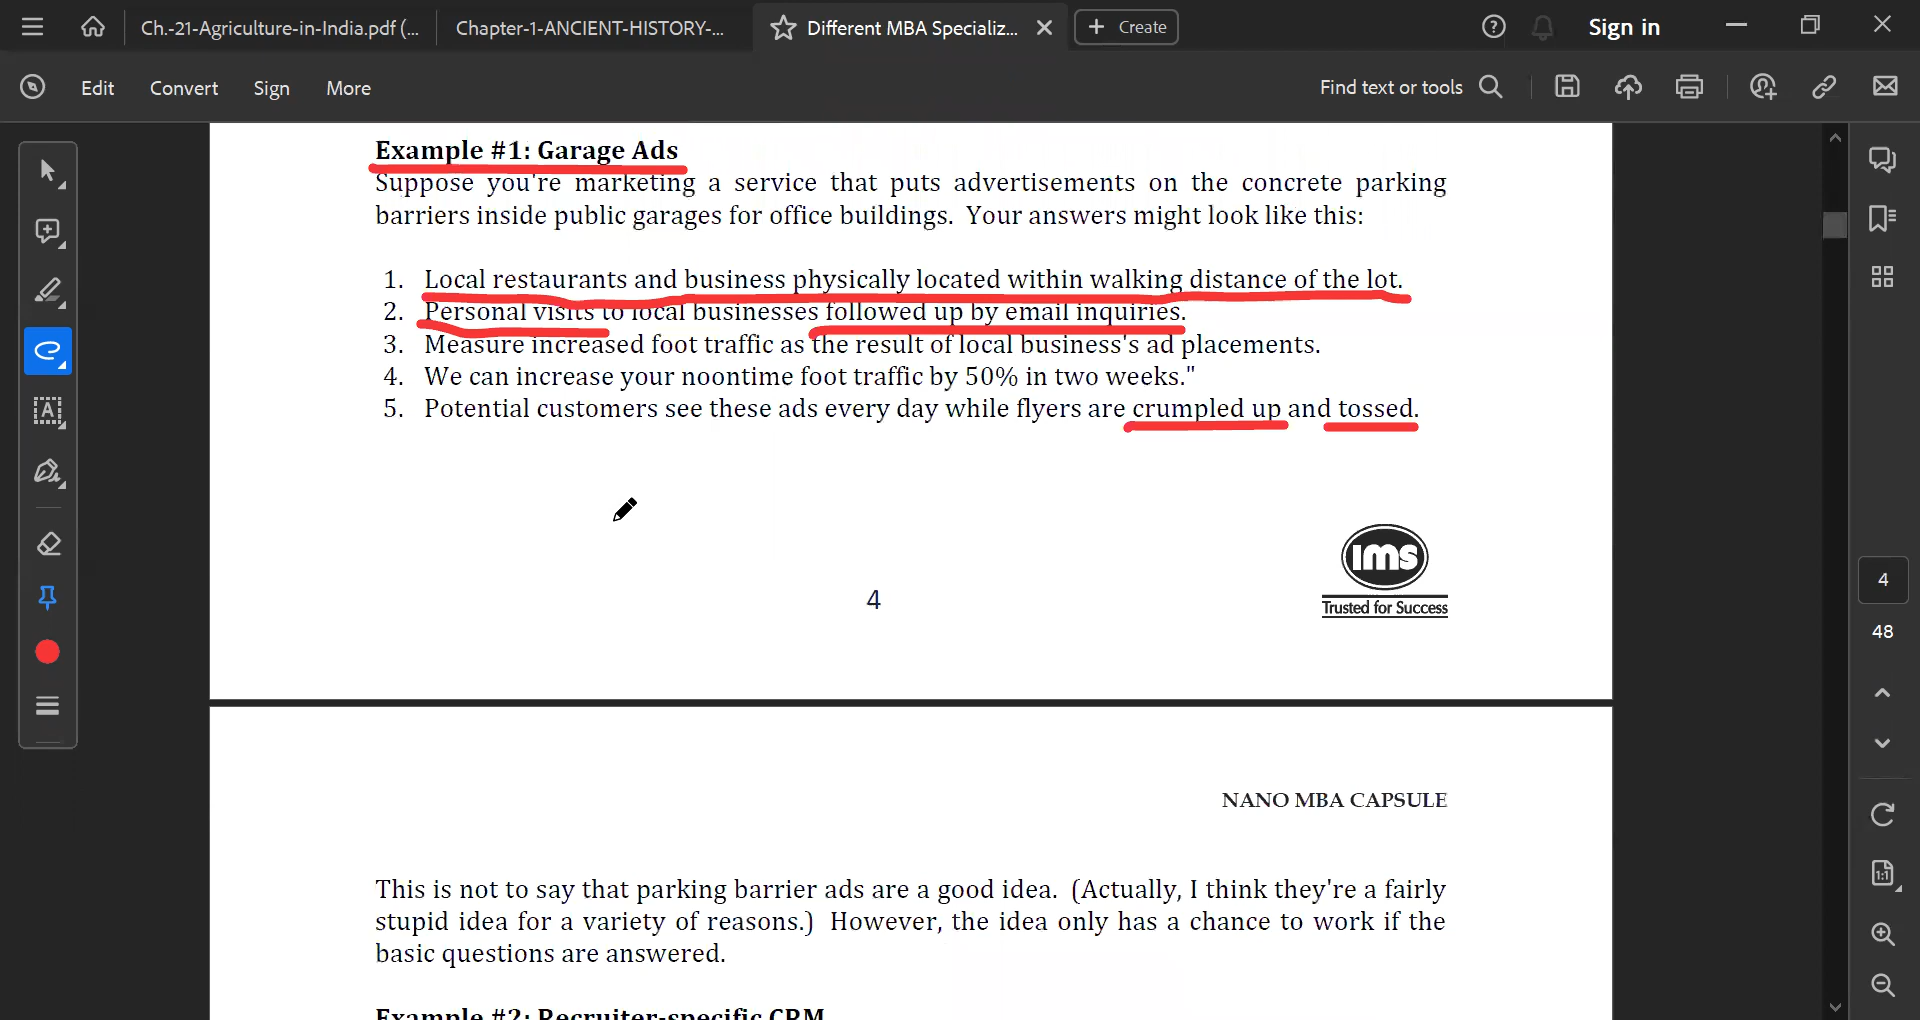 Ch.-21-Agriculture-in-India.pdf (...
Chapter-1-ANCIENT-HISTORY-...
Different MBA Specializ...
Create
Sign in
Edit
Convert
Sign
More
Find text or tools
Example #1: Garage Ads
Suppose you're marketing a service that puts advertisements on the concrete parking
barriers inside public garages for office buildings. Your answers might look like this:
1. Local restaurants and business physically located within walking distance of the lot.
2. Personal visits to local businesses followed up by email inquiries.
3. Measure increased foot traffic as the result of local business's ad placements.
4. We can increase your noontime foot traffic by 50% in two weeks."
5. Potential customers see these ads every day while flyers are crumpled up and tossed.
ims
Trusted for Success
4
4
48
NANO MBA CAPSULE
This is not to say that parking barrier ads are a good idea. (Actually, I think they're a fairly
stupid idea for a variety of reasons.) However, the idea only has a chance to work if the
basic questions are answered.
Example #2: Recruiter-specific CRM